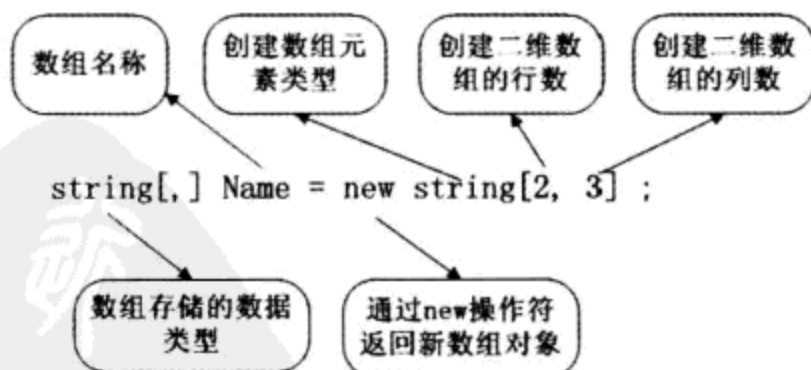 数组名称
创建数组元
素类型
创建二维数
组的行数
创建二维数
组的列数
string[,] Name = new string[2, 3] ;
数组存储的数据
类型
通过new操作符
返回新数组对象